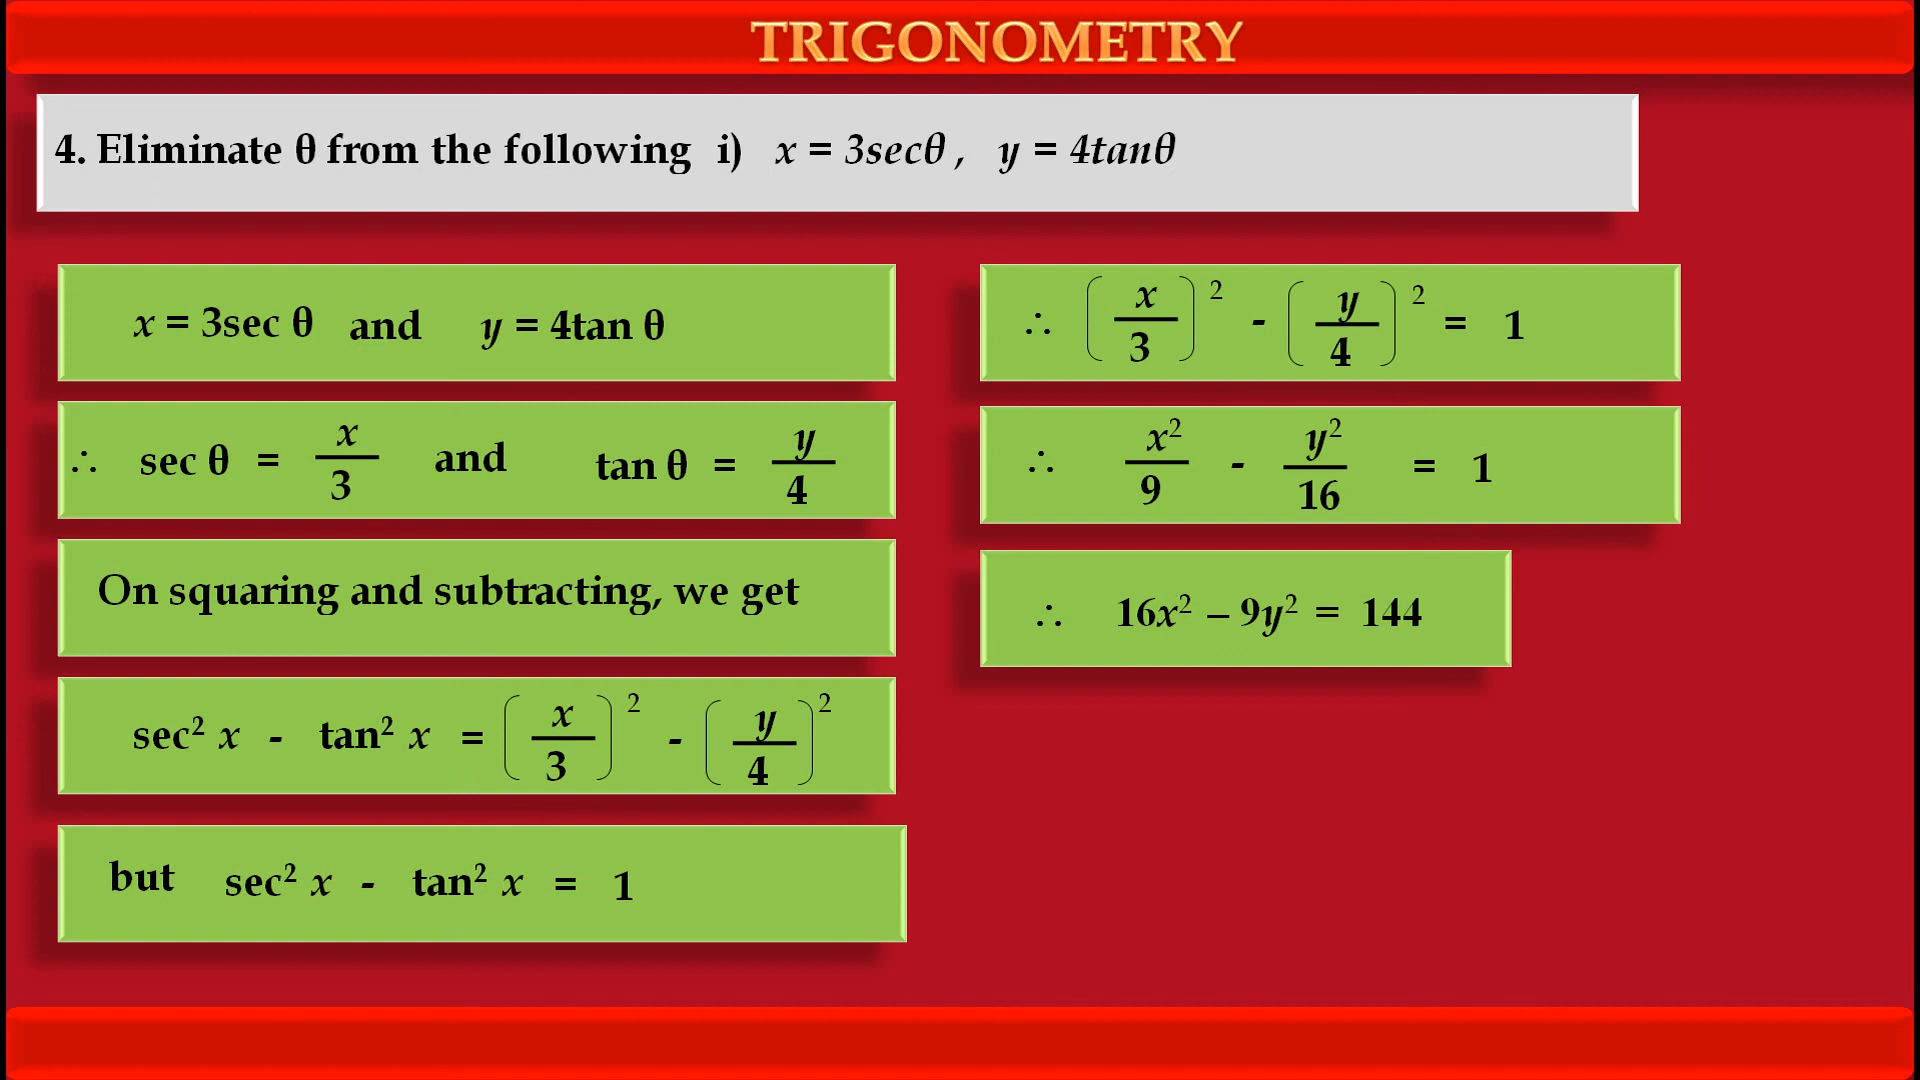 TRIGONOMETRY
4. Eliminate θ from the following i) x = 3secθ , y = 4tanθ
x = 3sec θ and y = 4tan θ
∴ sec θ = x/3 and tan θ = y/4
On squaring and subtracting, we get
sec² x - tan² x = (x/3)² - (y/4)²
but sec² x - tan² x = 1
∴ (x/3)² - (y/4)² = 1
∴ x²/9 - y²/16 = 1
∴ 16x² – 9y² = 144